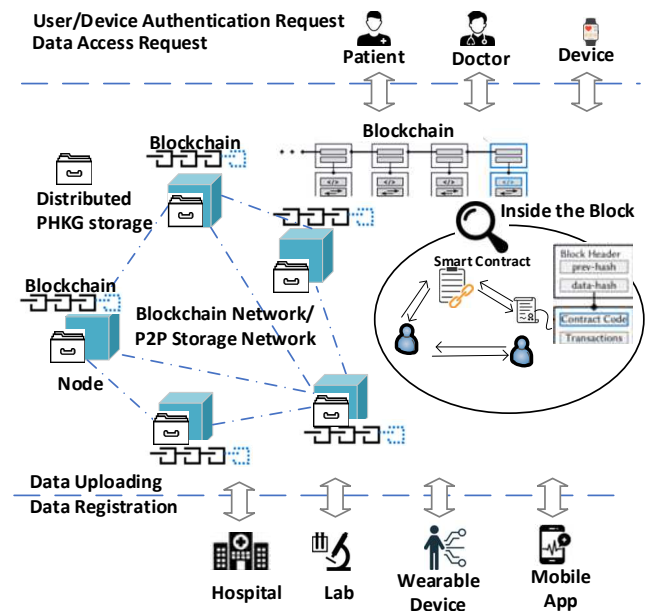 User/Device Authentication Request
Data Access Request
Patient
Doctor
Device
Blockchain
Blockchain
Distributed
PHKG storage
</>
</>
</>
</>
Inside the Block
Smart Contract
Block Header
prev-hash
data-hash
Contract Code
Transactions
Blockchain
Blockchain Network/
P2P Storage Network
Node
Data Uploading
Data Registration
Hospital
Lab
Wearable
Device
Mobile
App